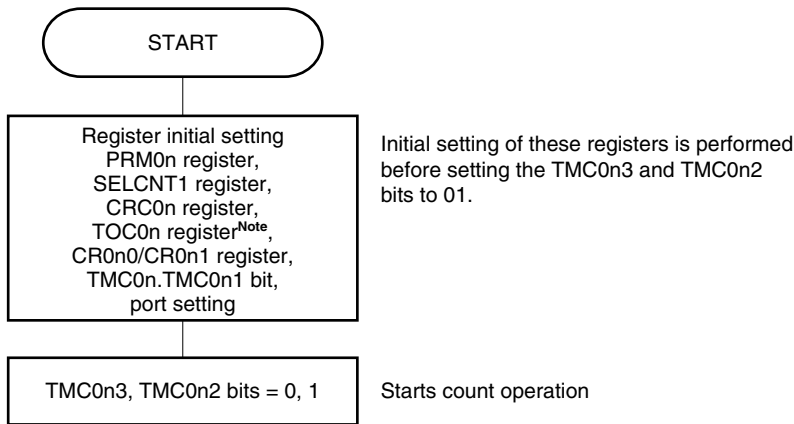 START
Register initial setting
PRM0n register,
SELCNT1 register,
CRC0n register,
TOC0n registerNote,
CR0n0/CR0n1 register,
TMC0n.TMC0n1 bit,
port setting
Initial setting of these registers is performed
before setting the TMC0n3 and TMC0n2
bits to 01.
TMC0n3, TMC0n2 bits = 0, 1
Starts count operation